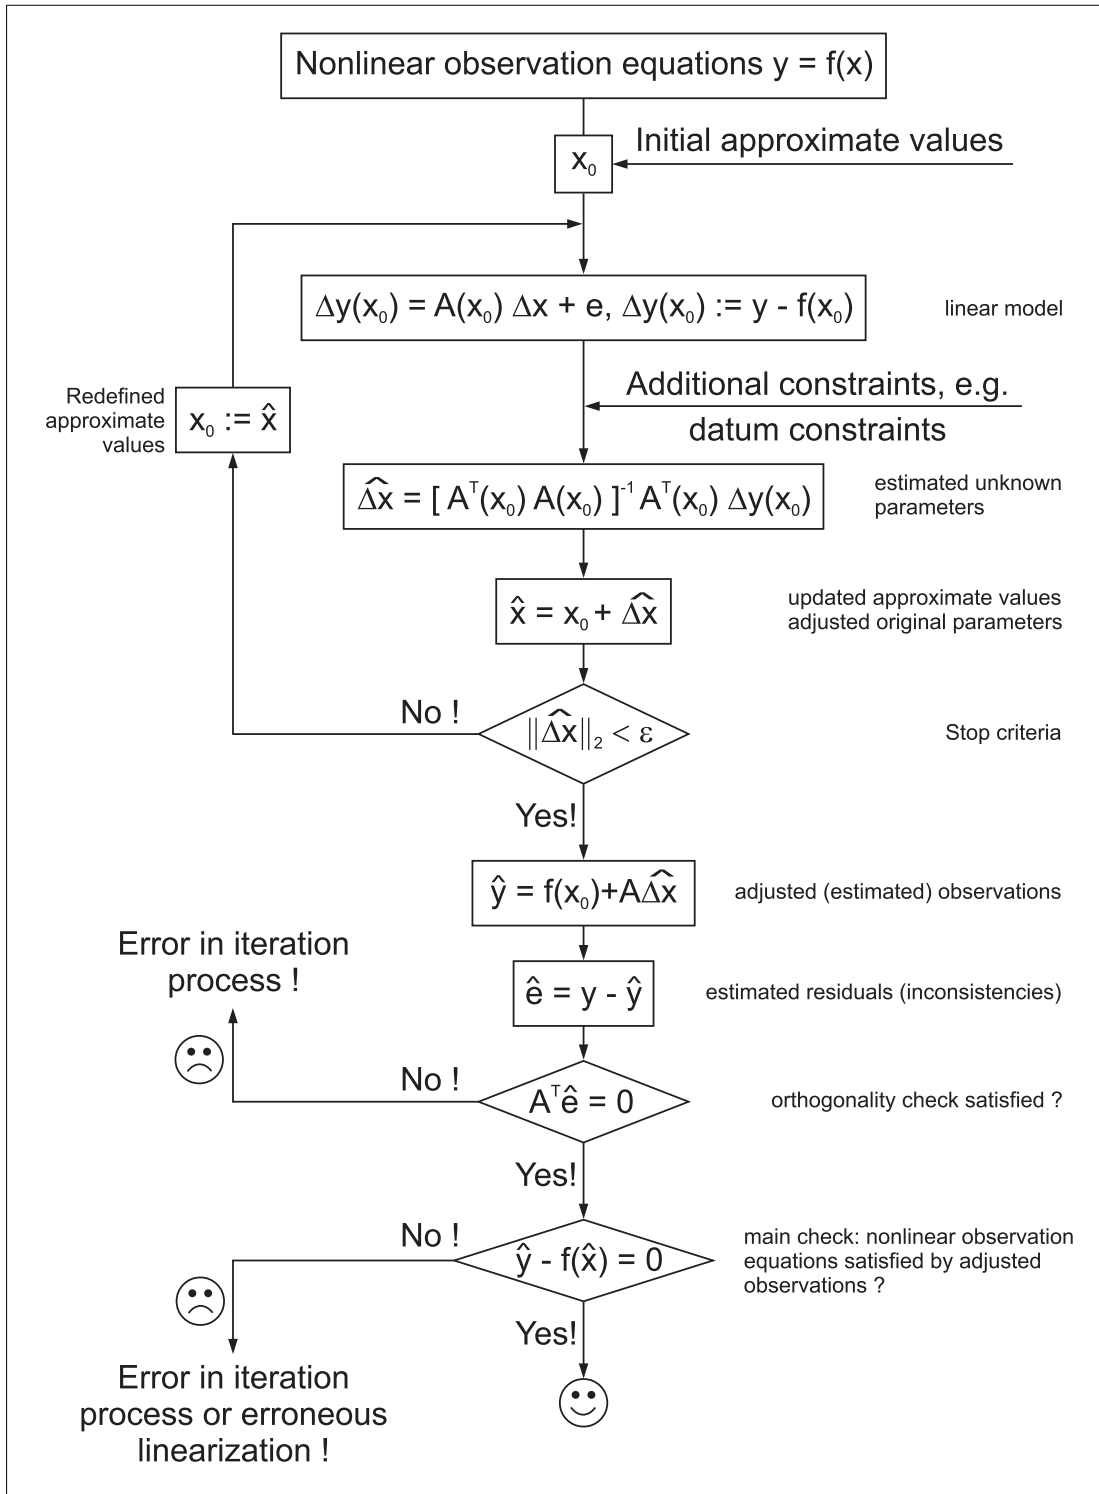 Nonlinear observation equations y = f(x)
Initial approximate values
x₀
Δy(x₀) = A(x₀) Δx + e, Δy(x₀) := y - f(x₀)
linear model
Additional constraints, e.g.
datum constraints
Redefined
approximate
values
x₀ := x̂
Δx̂ = [ Aᵀ(x₀) A(x₀) ]⁻¹ Aᵀ(x₀) Δy(x₀)
estimated unknown
parameters
x̂ = x₀ + Δx̂
updated approximate values
adjusted original parameters
No !
||Δx̂||₂ < ε
Stop criteria
Yes!
ŷ = f(x₀)+AΔx̂
adjusted (estimated) observations
Error in iteration
process !
ê = y - ŷ
estimated residuals (inconsistencies)
No !
Aᵀê = 0
orthogonality check satisfied ?
Yes!
No !
ŷ - f(x̂) = 0
main check: nonlinear observation
equations satisfied by adjusted
observations ?
Yes!
Error in iteration
process or erroneous
linearization !